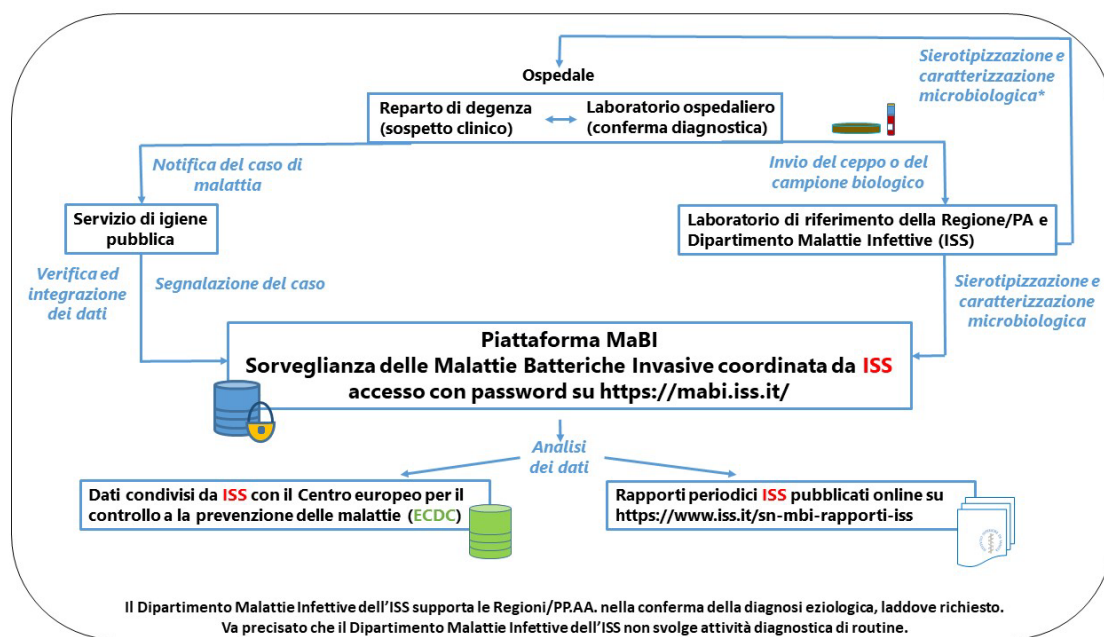 Ospedale
Sierotipizzazione e
caratterizzazione
microbiologica*
Reparto di degenza
(sospetto clinico)
Laboratorio ospedaliero
(conferma diagnostica)
Notifica del caso di
malattia
Invio del ceppo o del
campione biologico
Servizio di igiene
pubblica
Laboratorio di riferimento della Regione/PA e
Dipartimento Malattie Infettive (ISS)
Verifica ed
integrazione
dei dati
Segnalazione del caso
Sierotipizzazione e
caratterizzazione
microbiologica
Piattaforma MaBI
Sorveglianza delle Malattie Batteriche Invasive coordinata da ISS
accesso con password su https://mabi.iss.it/
Analisi
dei dati
Dati condivisi da ISS con il Centro europeo per il
controllo a la prevenzione delle malattie (ECDC)
Rapporti periodici ISS pubblicati online su
https://www.iss.it/sn-mbi-rapporti-iss
Il Dipartimento Malattie Infettive dell'ISS supporta le Regioni/PP.AA. nella conferma della diagnosi eziologica, laddove richiesto.
Va precisato che il Dipartimento Malattie Infettive dell'ISS non svolge attività diagnostica di routine.